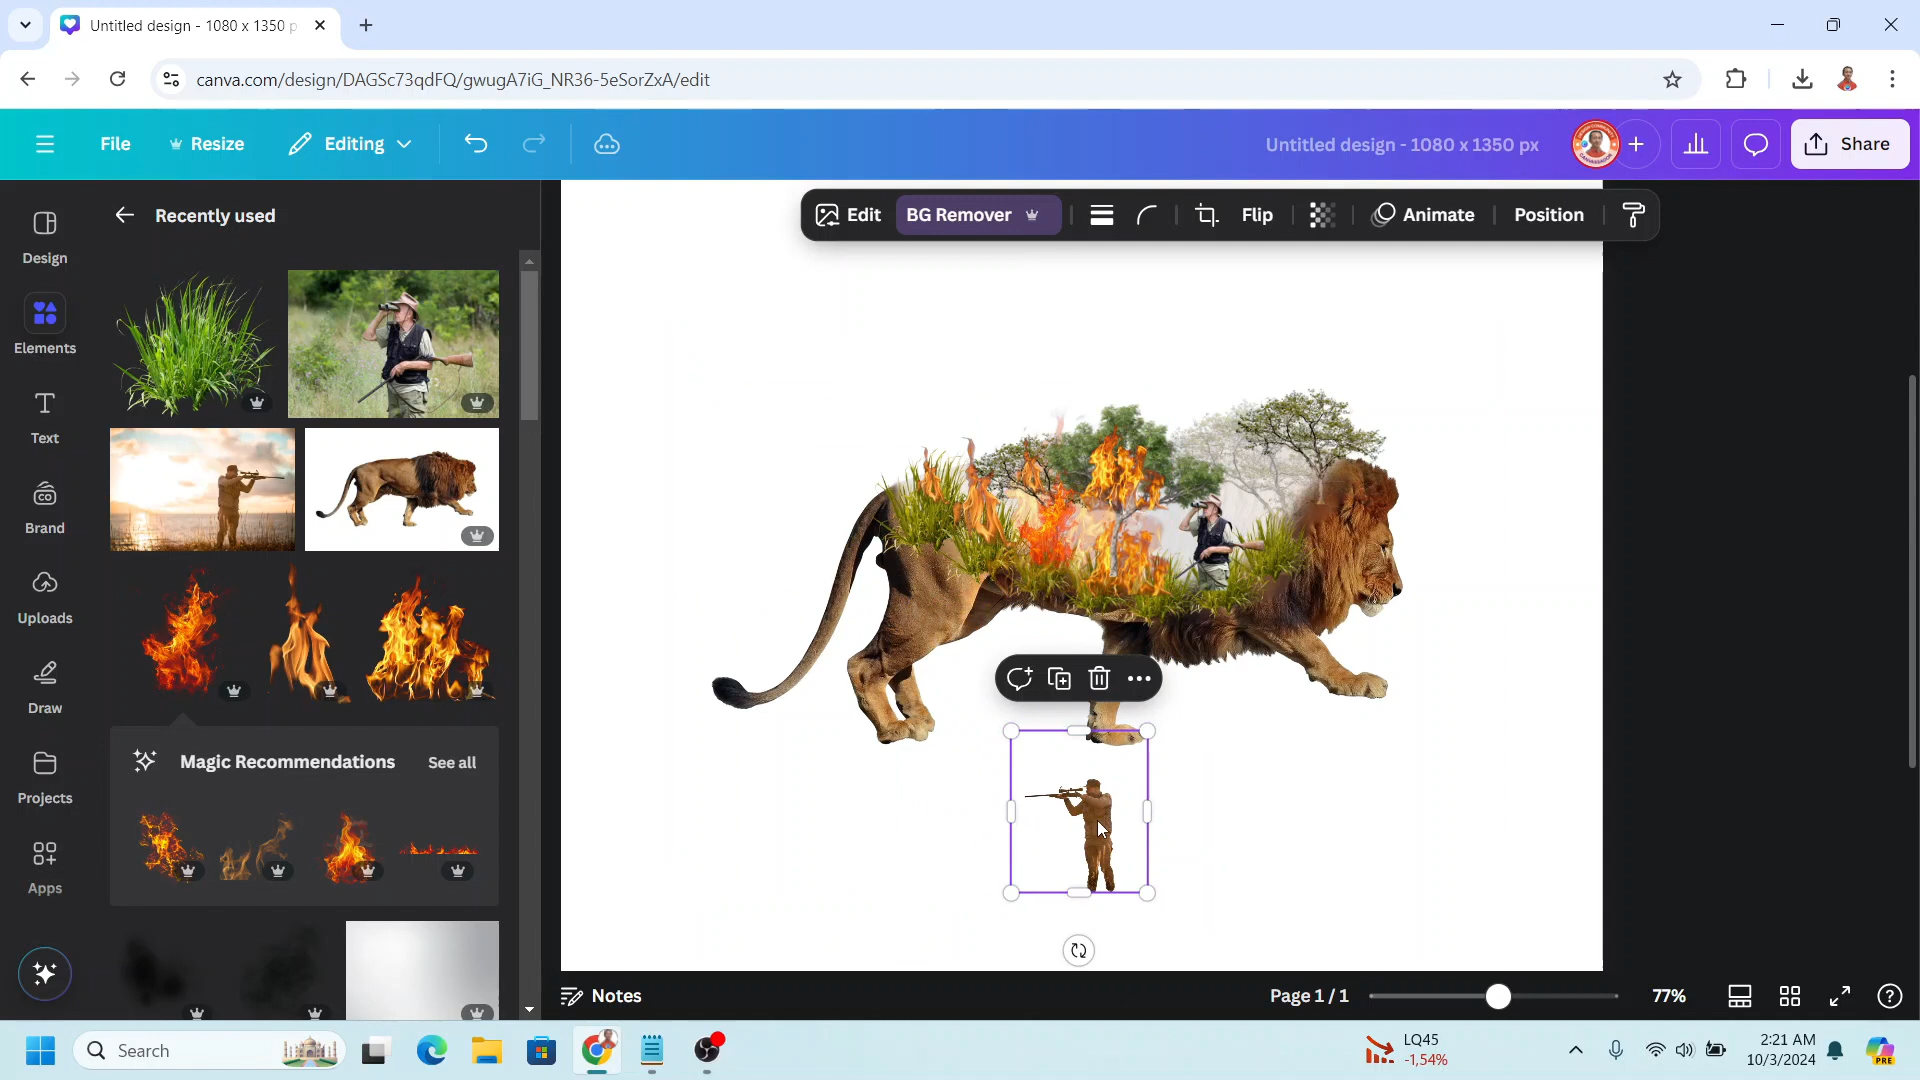 Untitled design - 1080 x 1350 p
canva.com/design/DAGSc73qdFQ/gwugA7iG_NR36-5eSorZxA/edit
File
Resize
Editing
Untitled design - 1080 x 1350 px
Share
Design
Elements
Text
Brand
Uploads
Draw
Projects
Apps
Recently used
Magic Recommendations
See all
Edit
BG Remover
Flip
Animate
Position
Notes
Page 1 / 1
77%
Search
LQ45
-1,54%
2:21 AM
10/3/2024
PRE